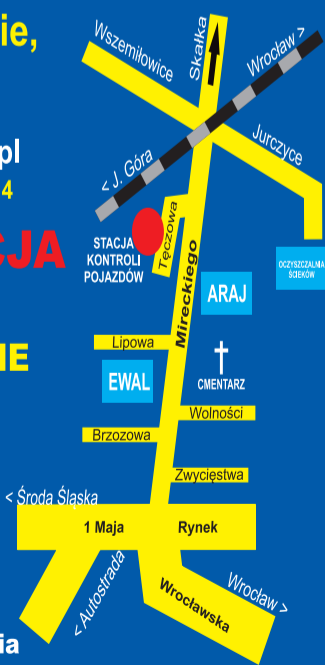 ie,
pl
4
CJA
IE
ia
Skałka
Wszemiłowice
Wrocław >
Jurczyce
< J. Góra
Tęczowa
STACJA
KONTROLI
POJAZDÓW
OCZYSZCZALNIA
ŚCIEKÓW
Mireckiego
ARAJ
Lipowa
EWAL
CMENTARZ
Wolności
Brzozowa
Zwycięstwa
< Środa Śląska
1 Maja
Rynek
< Autostrada
Wrocławska
Wrocław >